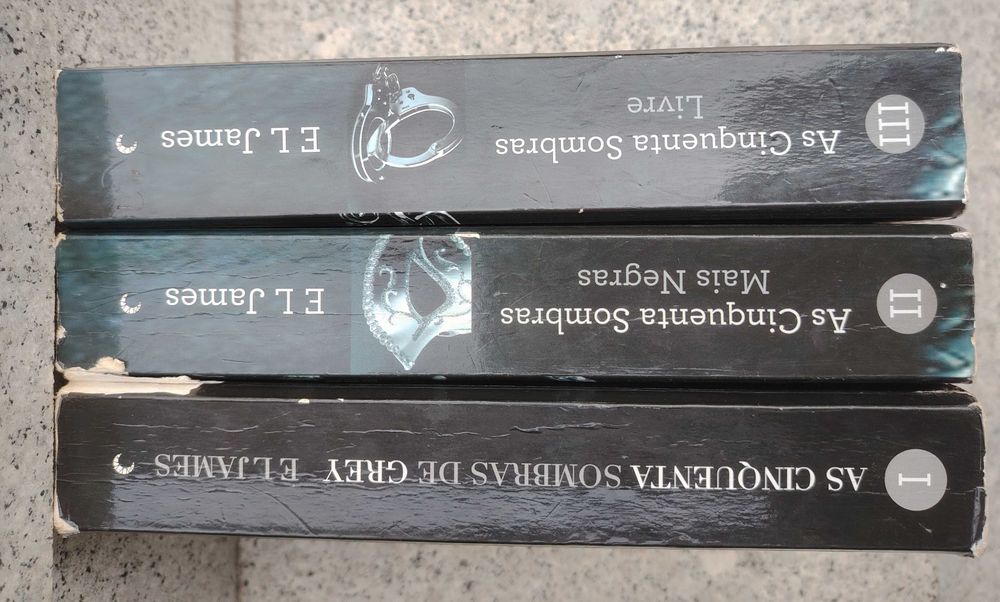 III
As Cinquenta Sombras
Livre
E L James
II
As Cinquenta Sombras
Mais Negras
E L James
I
AS CINQUENTA SOMBRAS DE GREY E L JAMES